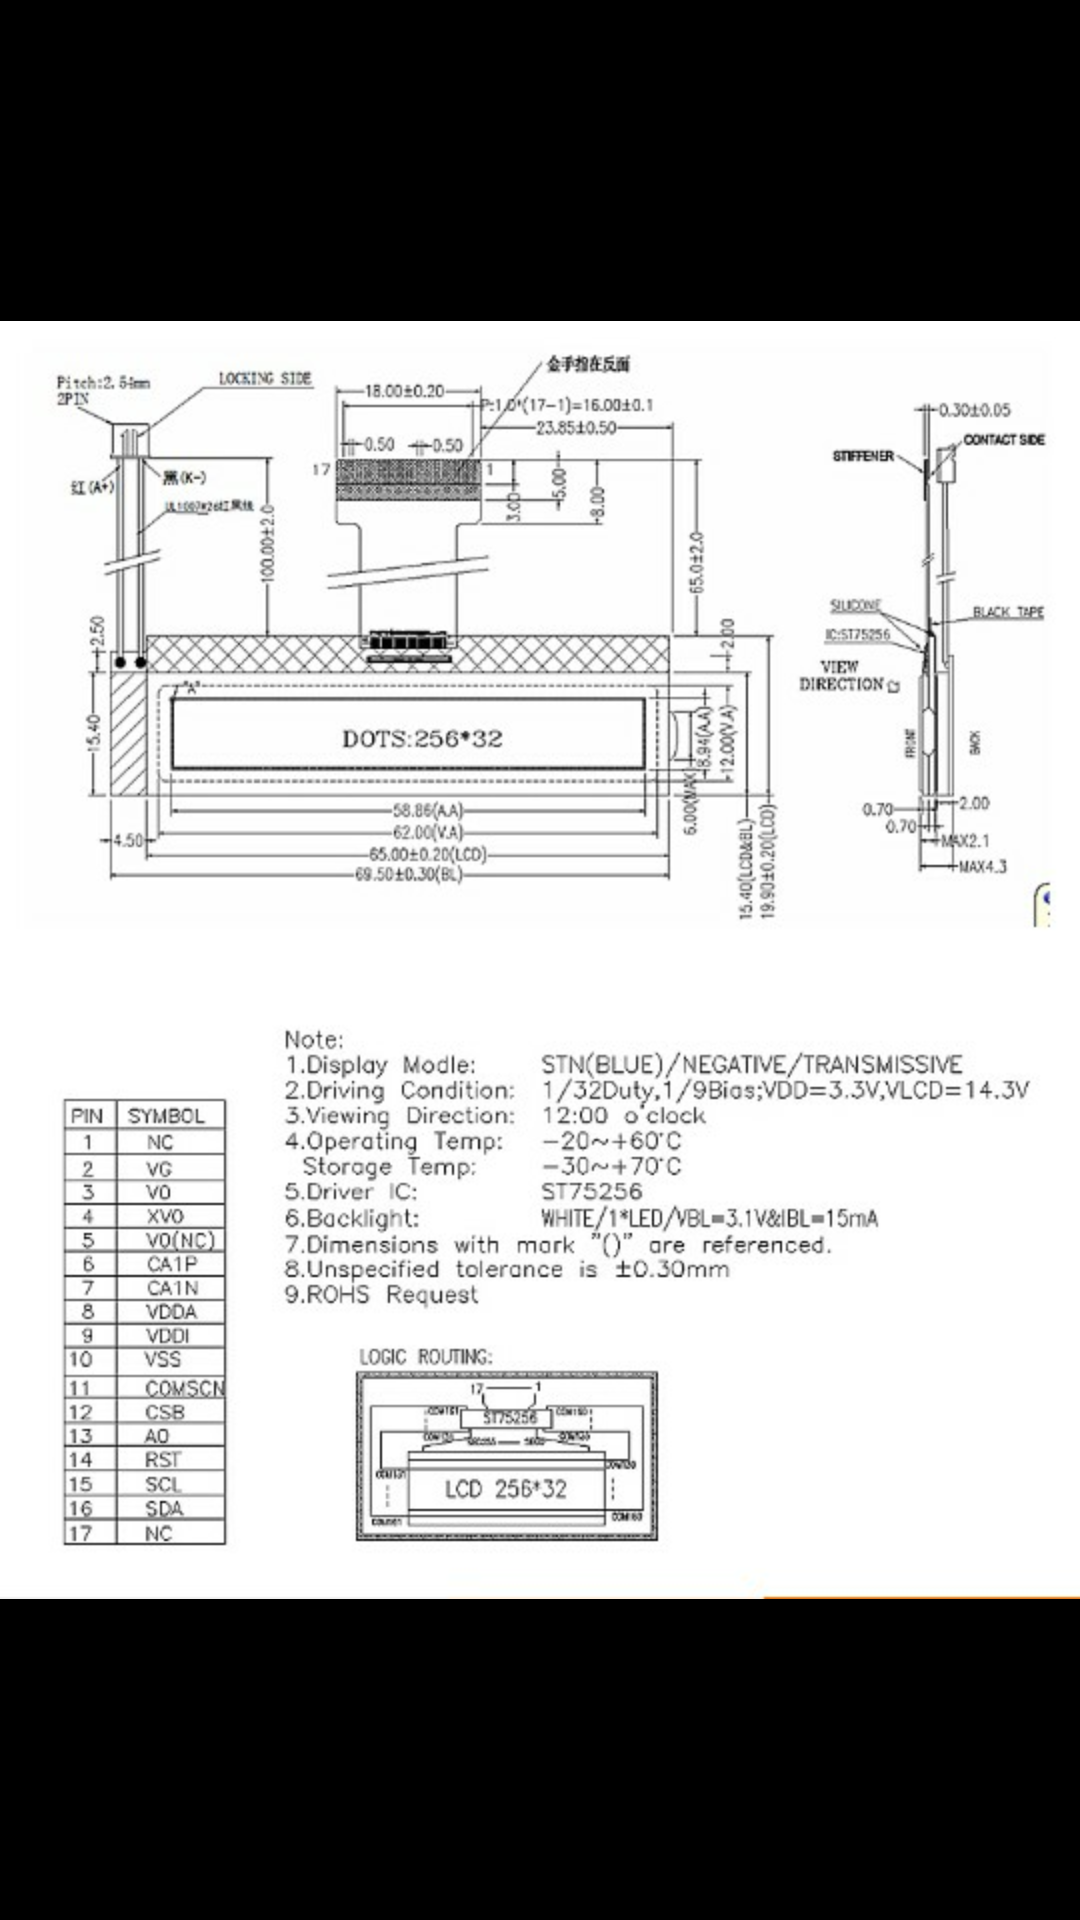 Pitch:2.54mm
2PIN
LOCKING SIDE
金手指在反面
18.00±0.20
P:1.0*(17-1)=16.00±0.1
23.85±0.50
0.50
0.50
17
1
红(A+)
黑(K-)
100.00±2.0
3.00
5.00
8.00
65.0±2.0
2.50
2.00
15.40
"A"
DOTS:256*32
58.86(A.A)
62.00(V.A)
65.00±0.20(LCD)
69.50±0.30(BL)
4.50
6.00(MAX)
8.94(A.A)
12.00(V.A)
15.40(LCD&BL)
19.90±0.20(LCD)
0.30±0.05
CONTACT SIDE
STIFFENER
SILICONE
BLACK TAPE
IC:ST75256
VIEW
DIRECTION
FRONT
BACK
0.70
2.00
0.70
MAX2.1
MAX4.3
Note:
1.Display Modle: STN(BLUE)/NEGATIVE/TRANSMISSIVE
2.Driving Condition: 1/32Duty,1/9Bias;VDD=3.3V,VLCD=14.3V
3.Viewing Direction: 12:00 o'clock
4.Operating Temp: -20~+60°C
Storage Temp: -30~+70°C
5.Driver IC: ST75256
6.Backlight: WHITE/1*LED/VBL=3.1V&IBL=15mA
7.Dimensions with mark "()" are referenced.
8.Unspecified tolerance is ±0.30mm
9.ROHS Request
PIN SYMBOL
1 NC
2 VG
3 V0
4 XV0
5 V0(NC)
6 CA1P
7 CA1N
8 VDDA
9 VDDI
10 VSS
11 COMSCN
12 CSB
13 A0
14 RST
15 SCL
16 SDA
17 NC
LOGIC ROUTING:
17
1
ST75256
LCD 256*32